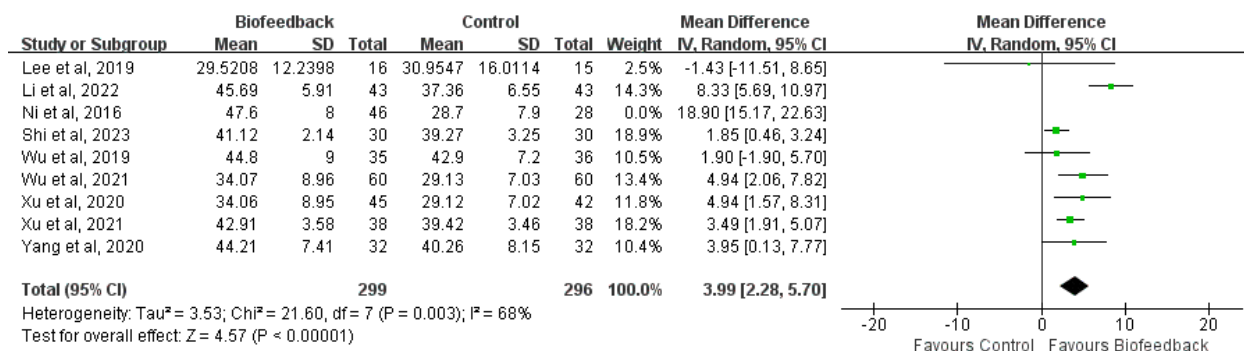 Biofeedback Control Mean Difference Mean Difference
Study or Subgroup Mean SD Total Mean SD Total Weight IV, Random, 95% CI IV, Random, 95% CI
Lee et al, 2019 29.5208 12.2398 16 30.9547 16.0114 15 2.5% -1.43 [-11.51, 8.65]
Li et al, 2022 45.69 5.91 43 37.36 6.55 43 14.3% 8.33 [5.69, 10.97]
Ni et al, 2016 47.6 8 46 28.7 7.9 28 0.0% 18.90 [15.17, 22.63]
Shi et al, 2023 41.12 2.14 30 39.27 3.25 30 18.9% 1.85 [0.46, 3.24]
Wu et al, 2019 44.8 9 35 42.9 7.2 36 10.5% 1.90 [-1.90, 5.70]
Wu et al, 2021 34.07 8.96 60 29.13 7.03 60 13.4% 4.94 [2.06, 7.82]
Xu et al, 2020 34.06 8.95 45 29.12 7.02 42 11.8% 4.94 [1.57, 8.31]
Xu et al, 2021 42.91 3.58 38 39.42 3.46 38 18.2% 3.49 [1.91, 5.07]
Yang et al, 2020 44.21 7.41 32 40.26 8.15 32 10.4% 3.95 [0.13, 7.77]
Total (95% CI) 299 296 100.0% 3.99 [2.28, 5.70]
Heterogeneity: Tau² = 3.53; Chi² = 21.60, df = 7 (P = 0.003); I² = 68%
Test for overall effect: Z = 4.57 (P < 0.00001)
-20 -10 0 10 20
Favours Control Favours Biofeedback